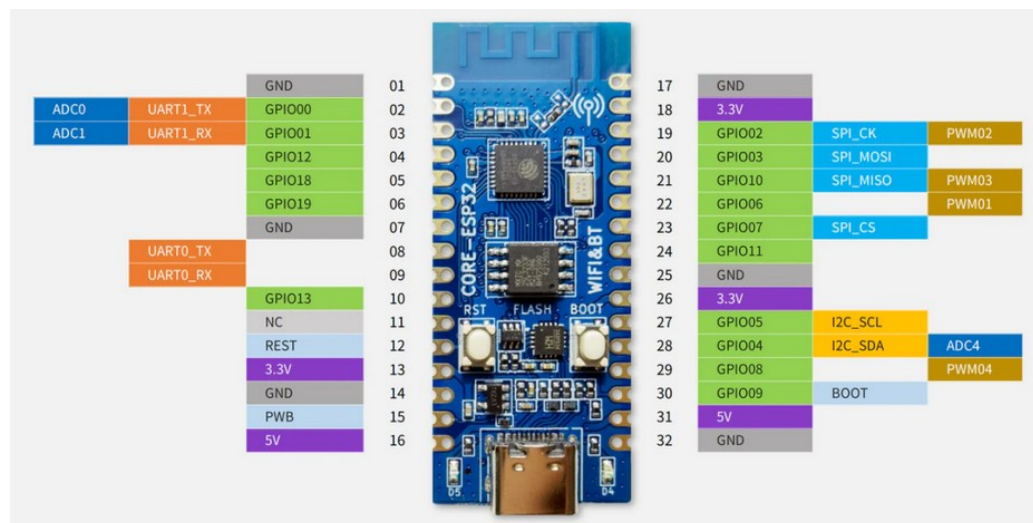 GND 01 17 GND
ADC0 UART1_TX GPIO00 02 18 3.3V
ADC1 UART1_RX GPIO01 03 19 GPIO02 SPI_CK PWM02
GPIO12 04 20 GPIO03 SPI_MOSI
GPIO18 05 21 GPIO10 SPI_MISO PWM03
GPIO19 06 22 GPIO06 PWM01
GND 07 23 GPIO07 SPI_CS
UART0_TX 08 24 GPIO11
UART0_RX 09 25 GND
GPIO13 10 26 3.3V
NC 11 27 GPIO05 I2C_SCL
REST 12 28 GPIO04 I2C_SDA ADC4
3.3V 13 29 GPIO08 PWM04
GND 14 30 GPIO09 BOOT
PWB 15 31 5V
5V 16 32 GND
CORE-ESP32
WIFI&BT
RST FLASH BOOT
D5 D4